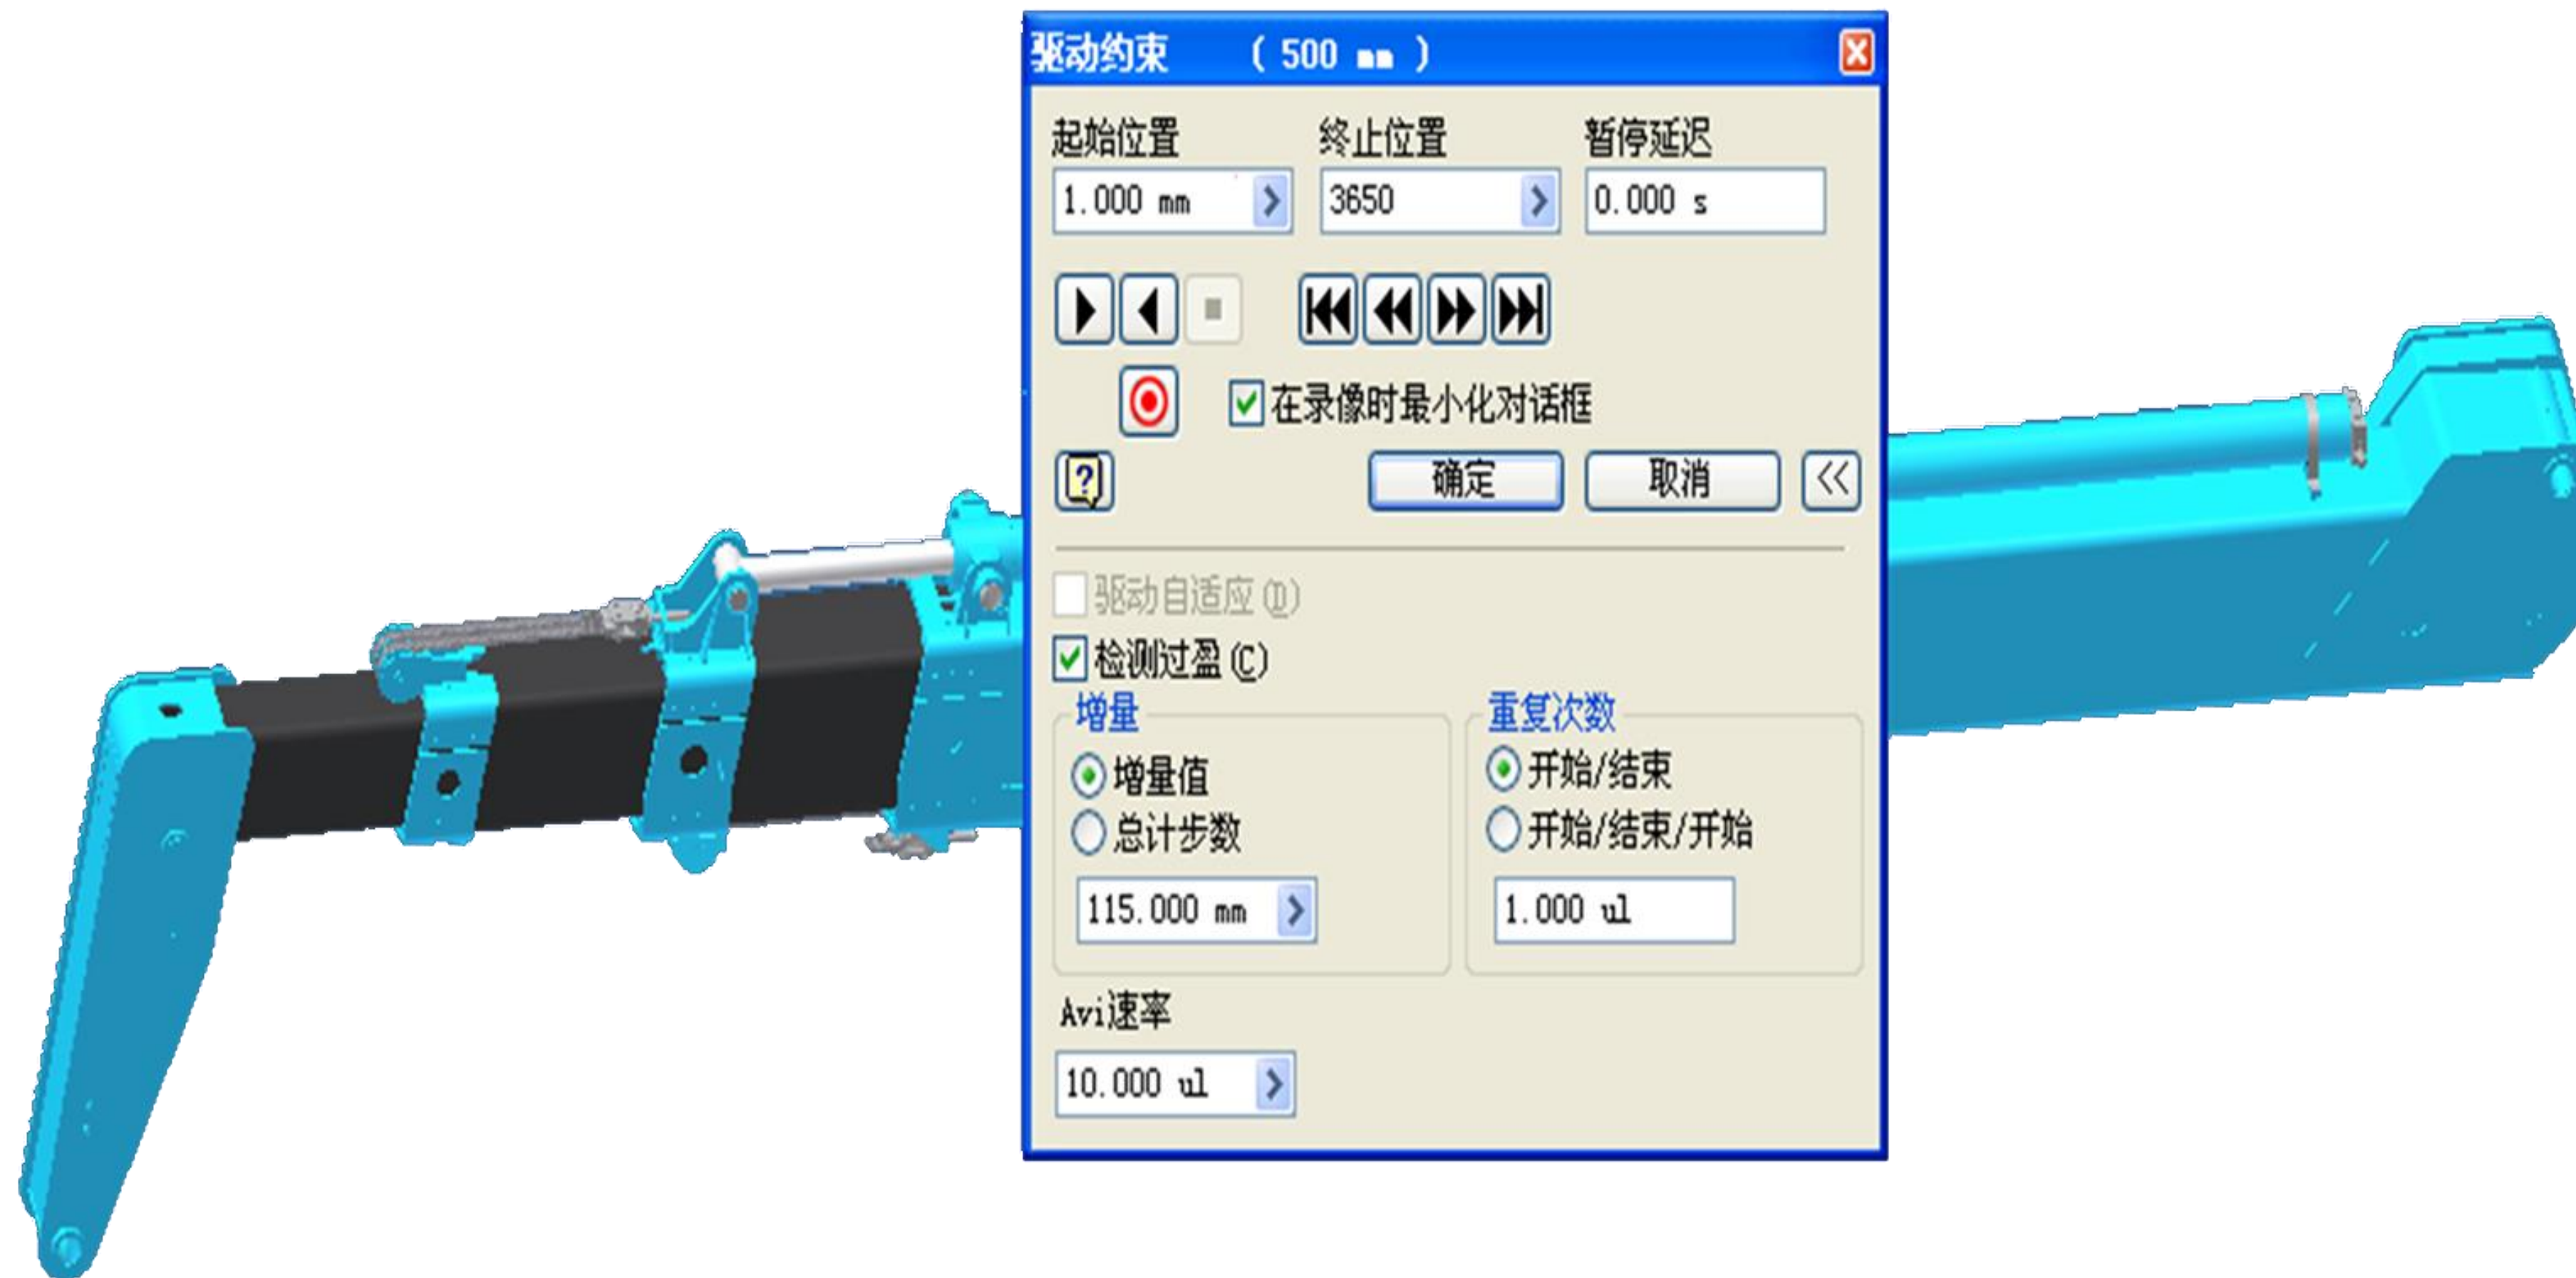 驱动约束 ( 500 mm )
起始位置 终止位置 暂停延迟
1.000 mm 3650 0.000 s
在录像时最小化对话框
确定 取消 <<
驱动自适应(D)
检测过盈(C)
增量 重复次数
增量值 开始/结束
总计步数 开始/结束/开始
115.000 mm 1.000 ul
Avi速率
10.000 ul